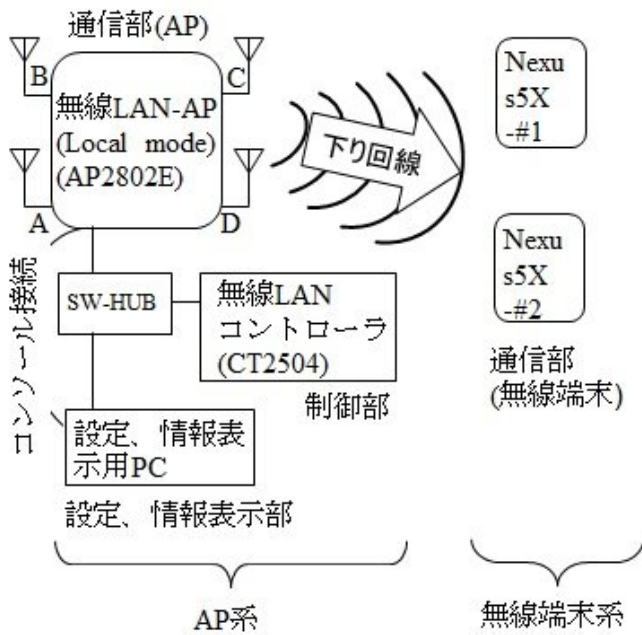 通信部(AP)
B
C
無線LAN-AP
(Local mode)
(AP2802E)
A
D
下り回線
Nexu
s5X
-#1
Nexu
s5X
-#2
通信部
(無線端末)
コンソール接続
SW-HUB
無線LAN
コントローラ
(CT2504)
制御部
設定、情報表
示用PC
設定、情報表示部
AP系
無線端末系